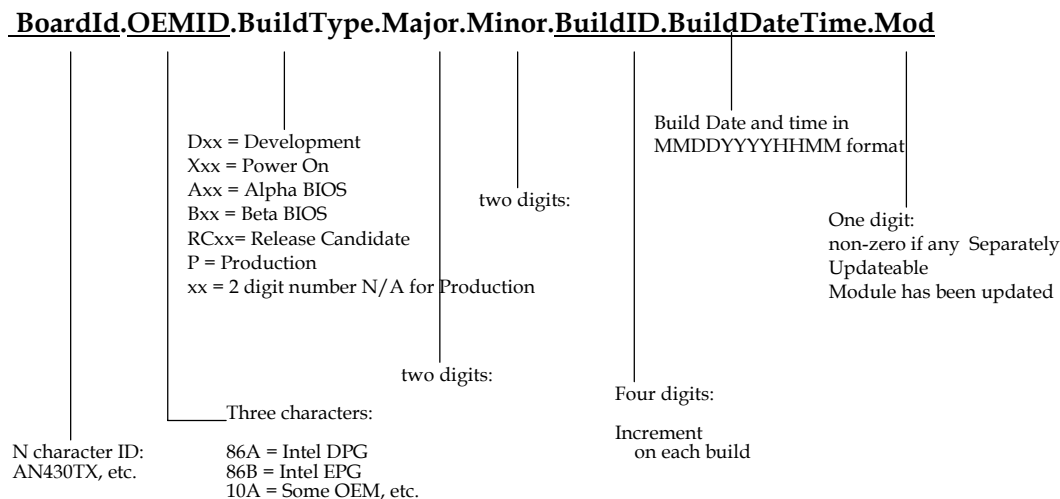 BoardId.OEMID.BuildType.Major.Minor.BuildID.BuildDateTime.Mod
Dxx = Development
Xxx = Power On
Axx = Alpha BIOS
Bxx = Beta BIOS
RCxx= Release Candidate
P = Production
xx = 2 digit number N/A for Production
two digits:
Build Date and time in
MMDDYYYYHHMM format
One digit:
non-zero if any Separately
Updateable
Module has been updated
two digits:
Four digits:
Increment
on each build
Three characters:
86A = Intel DPG
86B = Intel EPG
10A = Some OEM, etc.
N character ID:
AN430TX, etc.